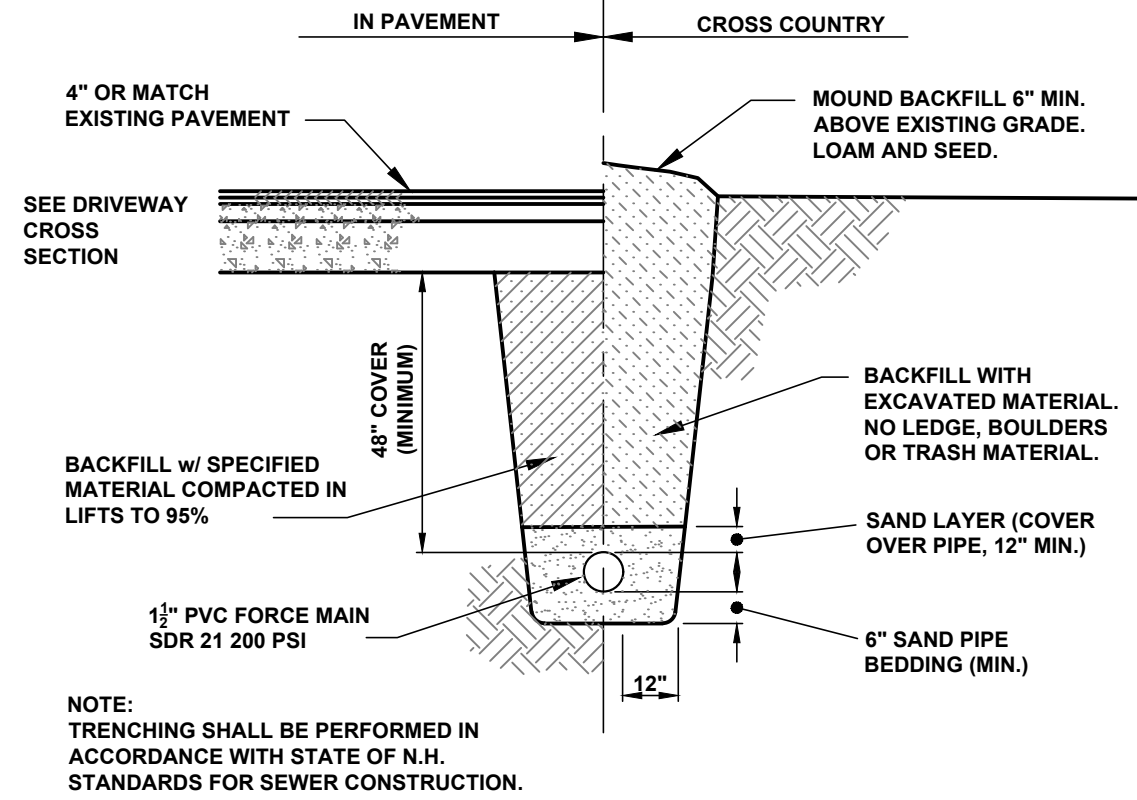 IN PAVEMENT
CROSS COUNTRY
4" OR MATCH
EXISTING PAVEMENT
MOUND BACKFILL 6" MIN.
ABOVE EXISTING GRADE.
LOAM AND SEED.
SEE DRIVEWAY
CROSS
SECTION
48" COVER
(MINIMUM)
BACKFILL WITH
EXCAVATED MATERIAL.
NO LEDGE, BOULDERS
OR TRASH MATERIAL.
BACKFILL w/ SPECIFIED
MATERIAL COMPACTED IN
LIFTS TO 95%
SAND LAYER (COVER
OVER PIPE, 12" MIN.)
1 1/2" PVC FORCE MAIN
SDR 21 200 PSI
6" SAND PIPE
BEDDING (MIN.)
12"
NOTE:
TRENCHING SHALL BE PERFORMED IN
ACCORDANCE WITH STATE OF N.H.
STANDARDS FOR SEWER CONSTRUCTION.